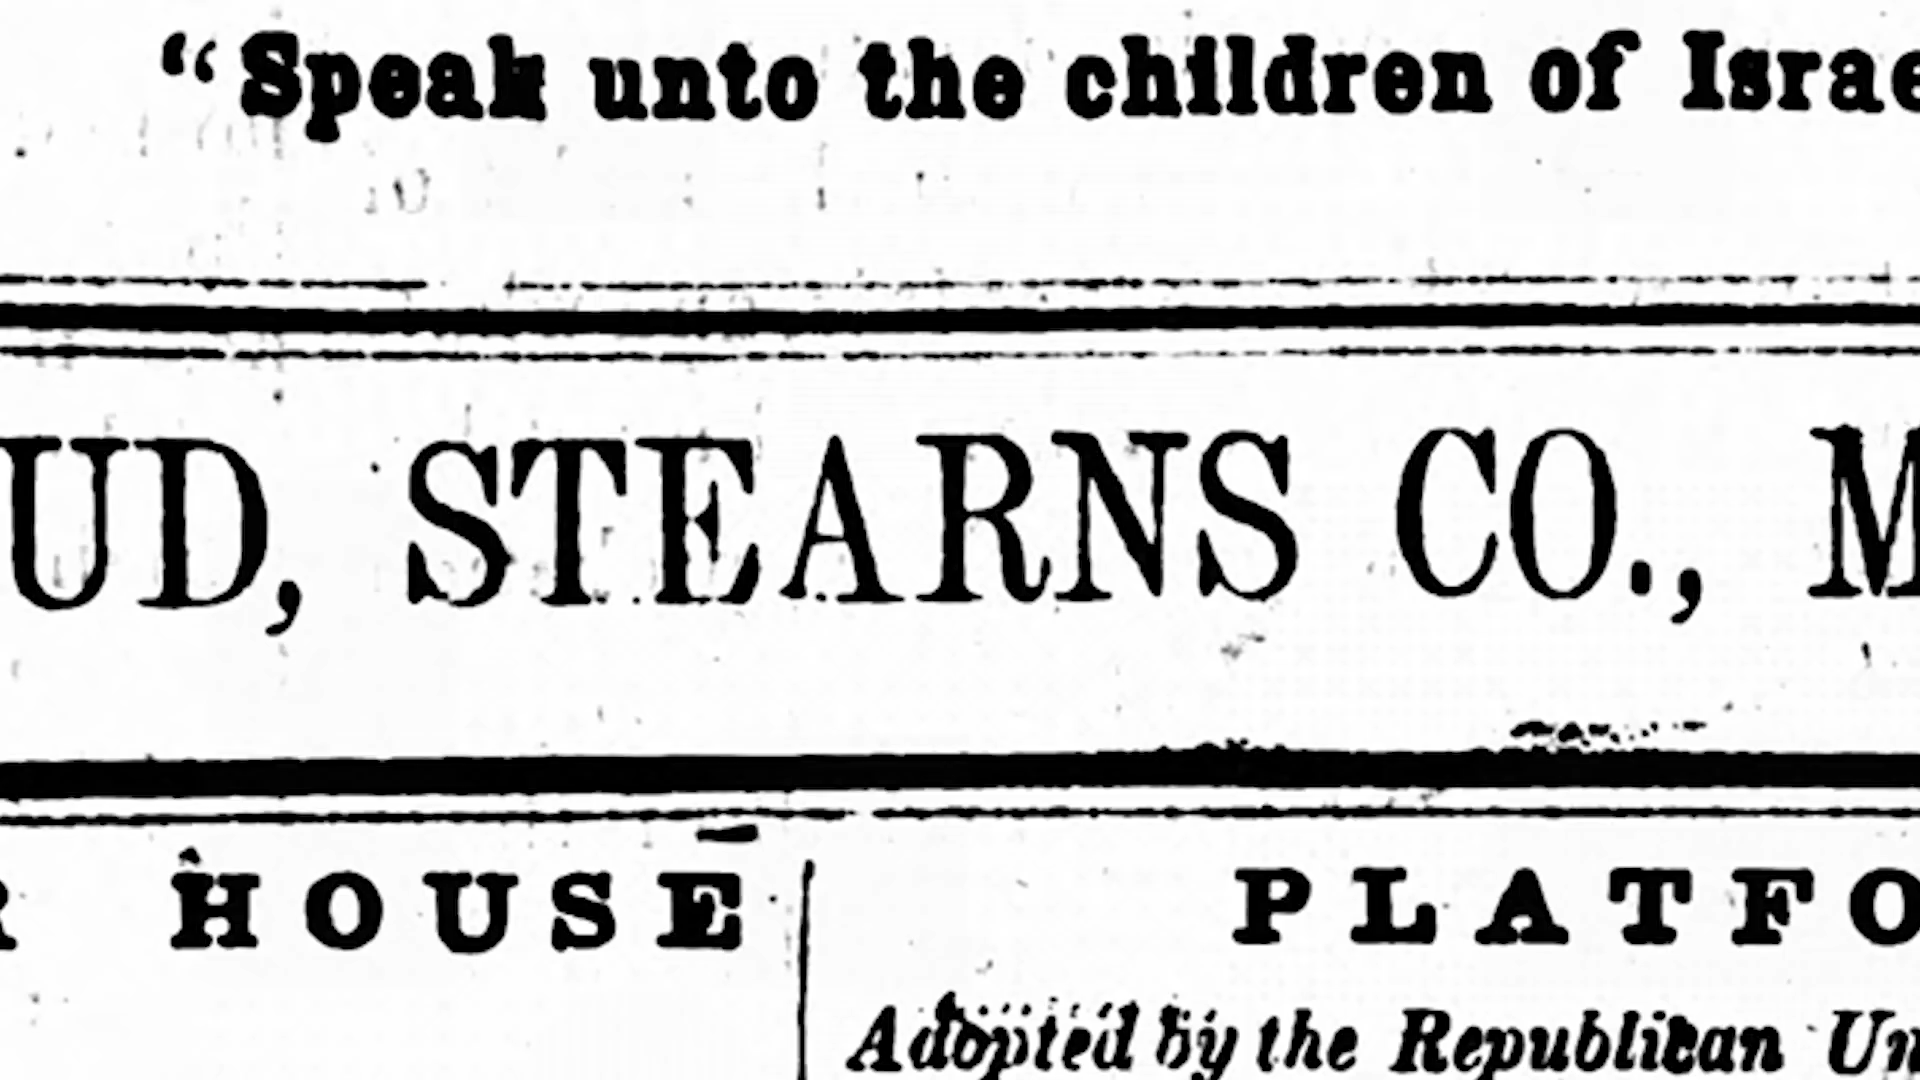 “Speak unto the children of Israe
UD, STEARNS CO., M
R HOUSE
PLATFO
Adopted by the Republican Un